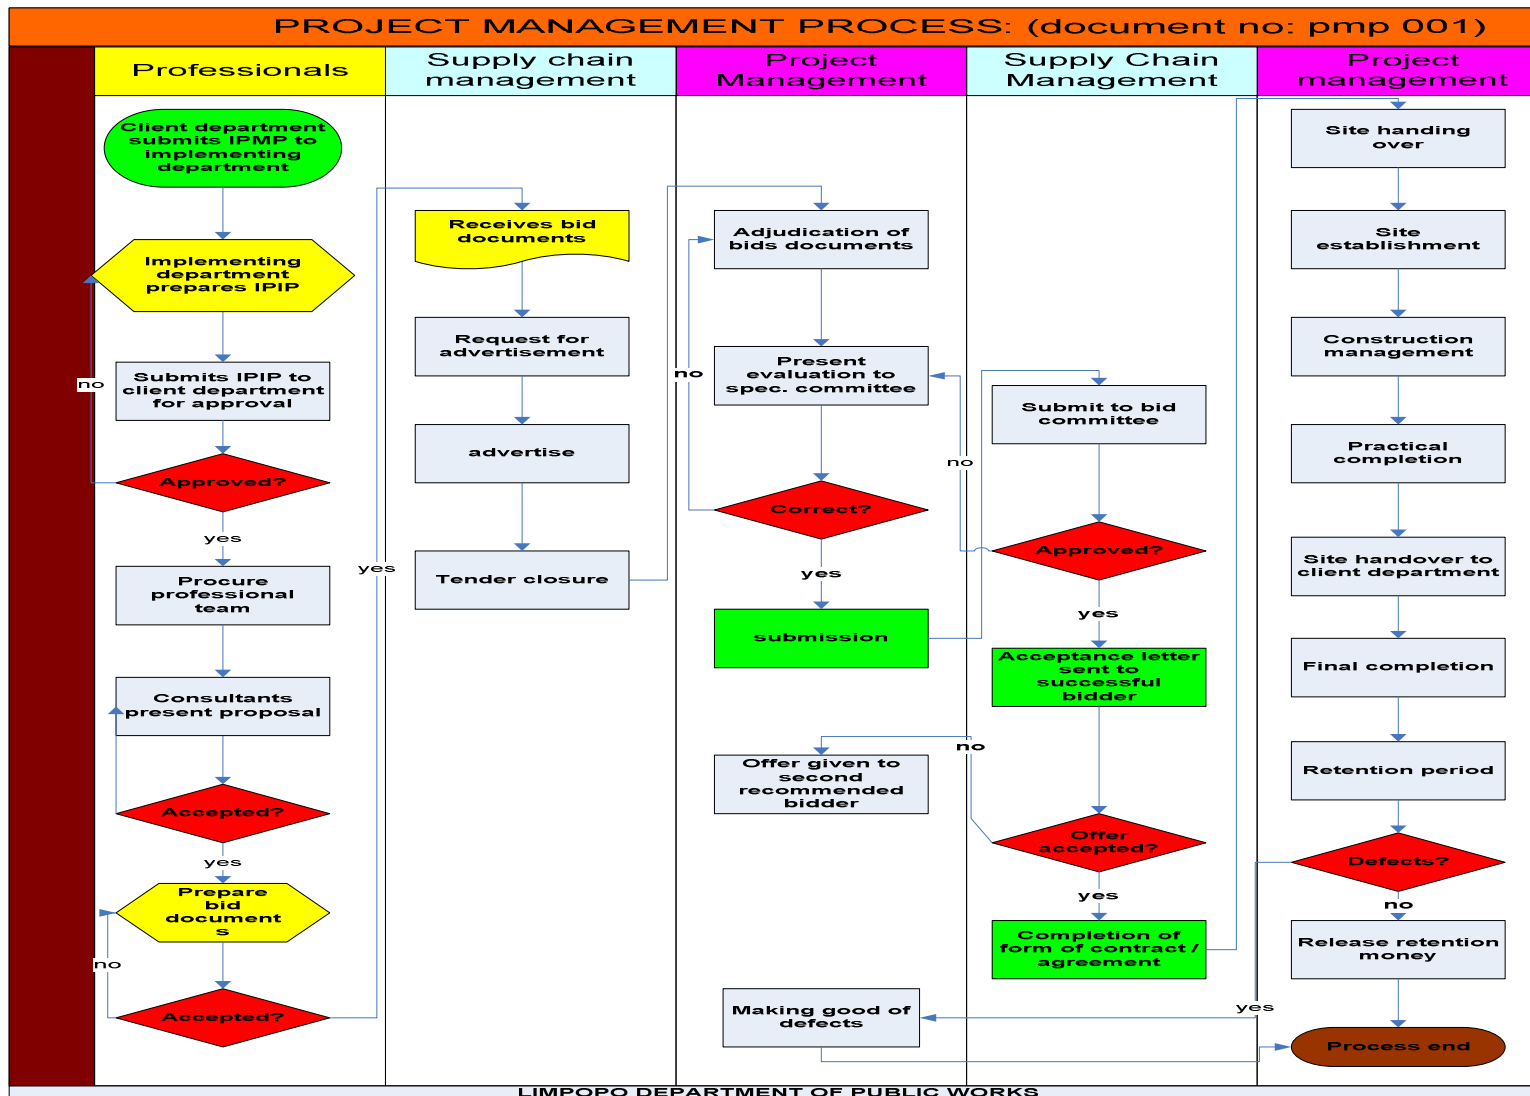 PROJECT MANAGEMENT PROCESS: (document no: pmp 001)
Professionals
Supply chain
management
Project
Management
Supply Chain
Management
Project
management
Client department
submits IPMP to
implementing
department
Implementing
department
prepares IPIP
no
Submits IPIP to
client department
for approval
Approved?
yes
Procure
professional
team
Consultants
present proposal
Accepted?
yes
Prepare
bid
document
s
no
Accepted?
yes
Receives bid
documents
Request for
advertisement
advertise
Tender closure
Adjudication of
bids documents
no
Present
evaluation to
spec. committee
Correct?
yes
submission
Offer given to
second
recommended
bidder
Making good of
defects
Submit to bid
committee
no
Approved?
yes
Acceptance letter
sent to
successful
bidder
no
Offer
accepted?
yes
Completion of
form of contract /
agreement
Site handing
over
Site
establishment
Construction
management
Practical
completion
Site handover to
client department
Final completion
Retention period
Defects?
no
Release retention
money
yes
Process end
LIMPOPO DEPARTMENT OF PUBLIC WORKS